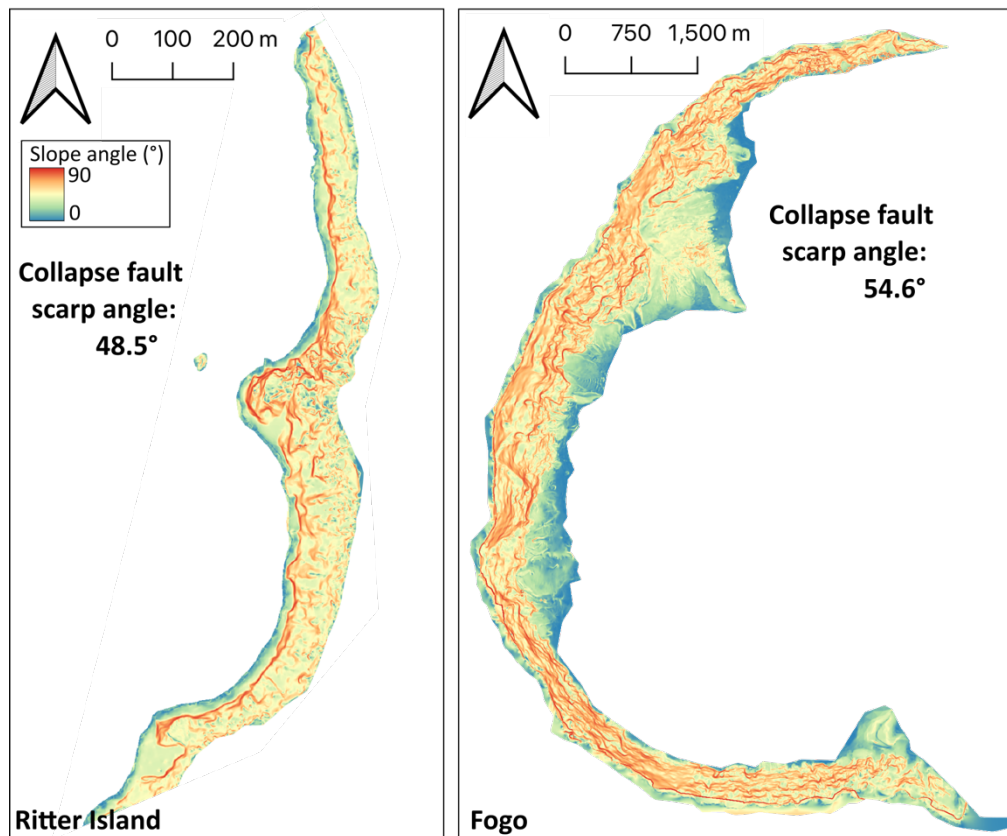 0 100 200 m
Slope angle (°)
90
0
Collapse fault
scarp angle:
48.5°
Ritter Island
0 750 1,500 m
Collapse fault
scarp angle:
54.6°
Fogo